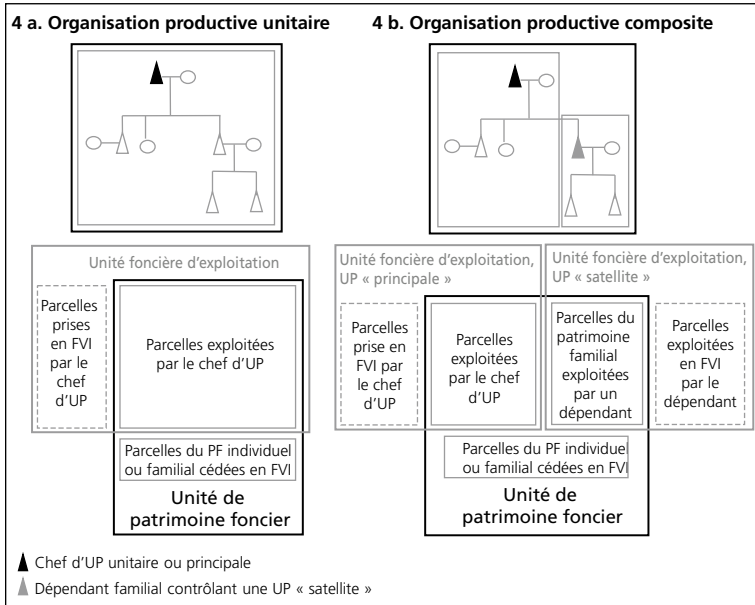 4 a. Organisation productive unitaire
4 b. Organisation productive composite
Unité foncière d'exploitation
Parcelles
prises
en FVI
par le
chef
d'UP
Parcelles exploitées
par le chef d'UP
Parcelles du PF individuel
ou familial cédées en FVI
Unité de
patrimoine foncier
Unité foncière d'exploitation,
UP « principale »
Unité foncière d'exploitation,
UP « satellite »
Parcelles
prise en
FVI par
le chef
d'UP
Parcelles
exploitées
par le chef
d'UP
Parcelles du
patrimoine
familial
exploitées
par un
dépendant
Parcelles
exploitées
en FVI
par le
dépendant
Parcelles du PF individuel
ou familial cédées en FVI
Unité de
patrimoine foncier
Chef d'UP unitaire ou principale
Dépendant familial contrôlant une UP « satellite »